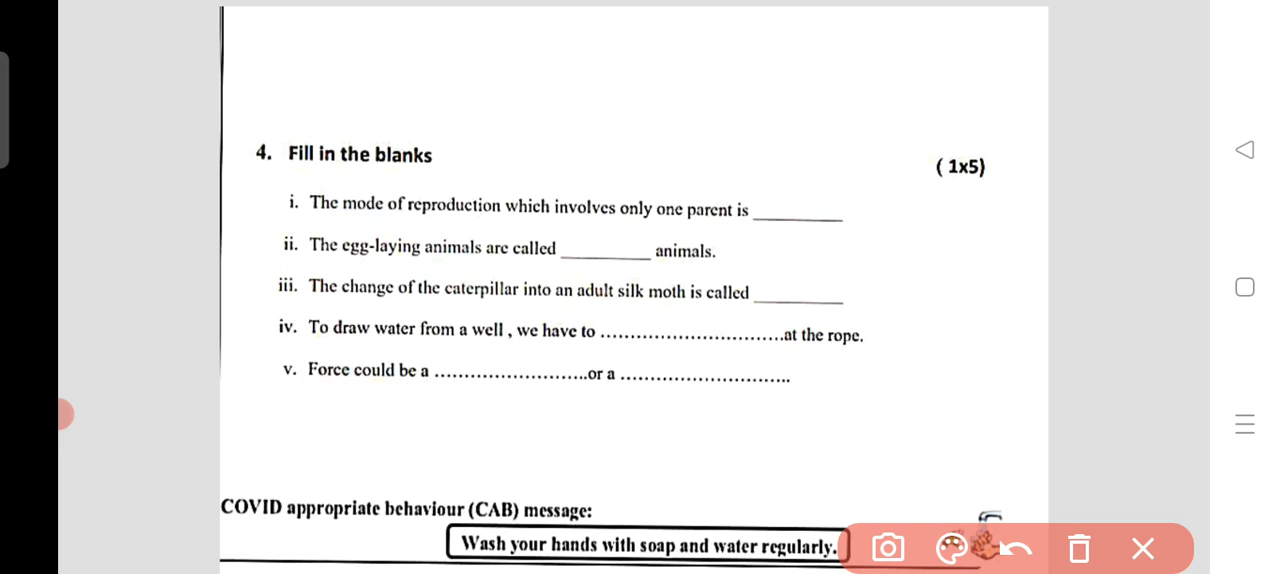 4. Fill in the blanks
( 1x5)
i. The mode of reproduction which involves only one parent is _________
ii. The egg-laying animals are called _________ animals.
iii. The change of the caterpillar into an adult silk moth is called _________
iv. To draw water from a well , we have to ..............................at the rope.
v. Force could be a .........................or a ............................
COVID appropriate behaviour (CAB) message:
Wash your hands with soap and water regularly.